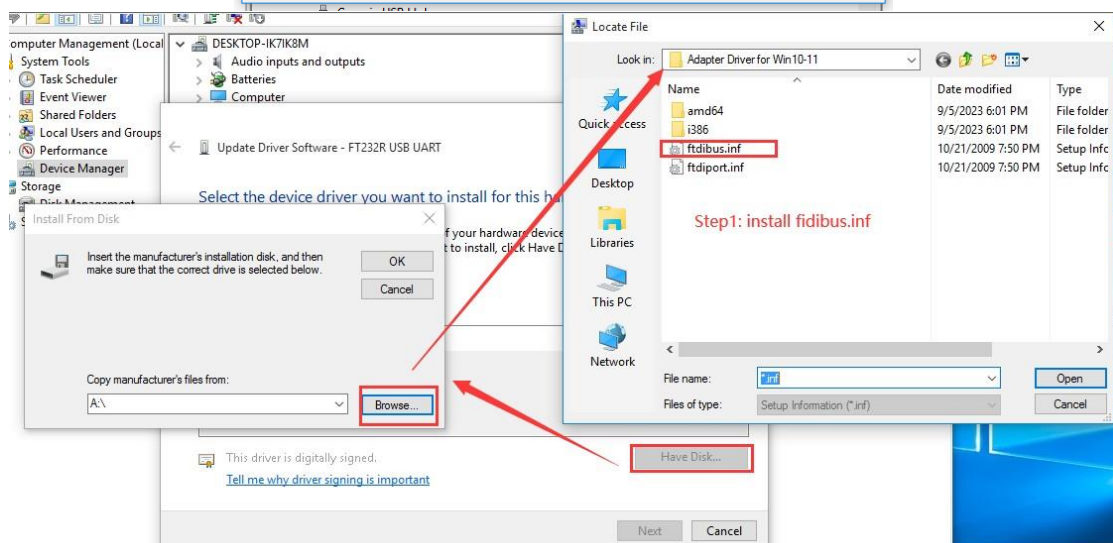 omputer Management (Local
System Tools
Task Scheduler
Event Viewer
Shared Folders
Local Users and Groups
Performance
Device Manager
Storage
Disk Management
DESKTOP-IK7IK8M
Audio inputs and outputs
Batteries
Computer
Update Driver Software - FT232R USB UART
Select the device driver you want to install for this ha
f your hardware device
t to install, click Have D
Install From Disk
Insert the manufacturer's installation disk, and then
make sure that the correct drive is selected below.
OK
Cancel
Copy manufacturer's files from:
A:\
Browse...
This driver is digitally signed.
Tell me why driver signing is important
Have Disk...
Next
Cancel
Locate File
Look in:
Adapter Driver for Win10-11
Name
Date modified
Type
amd64
9/5/2023 6:01 PM
File folder
i386
9/5/2023 6:01 PM
File folder
ftdibus.inf
10/21/2009 7:50 PM
Setup Infc
ftdiport.inf
10/21/2009 7:50 PM
Setup Infc
Quick access
Desktop
Libraries
This PC
Network
Step1: install fidibus.inf
File name:
*.inf
Open
Files of type:
Setup Information (*.inf)
Cancel